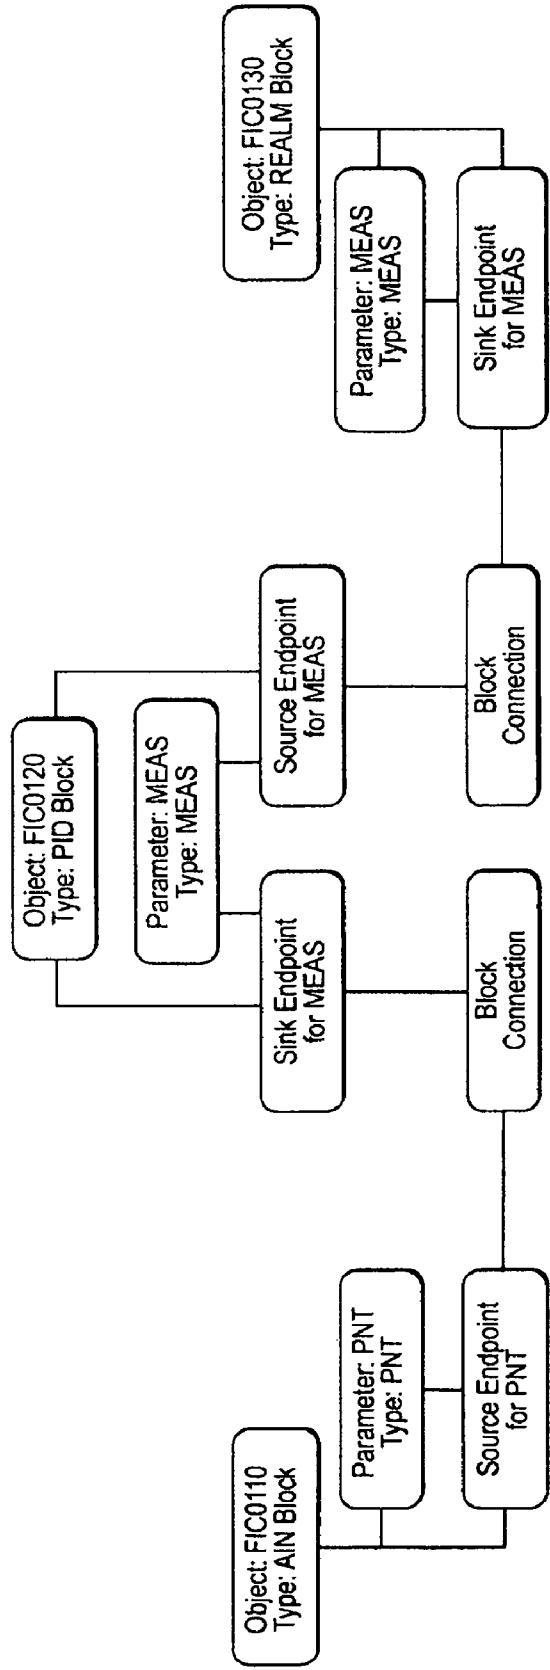 Object: FIC0110
Type: AIN Block
Parameter: PNT
Type: PNT
Source Endpoint
for PNT
Block
Connection
Object: FIC0120
Type: PID Block
Parameter: MEAS
Type: MEAS
Sink Endpoint
for MEAS
Source Endpoint
for MEAS
Block
Connection
Object: FIC0130
Type: REALM Block
Parameter: MEAS
Type: MEAS
Sink Endpoint
for MEAS